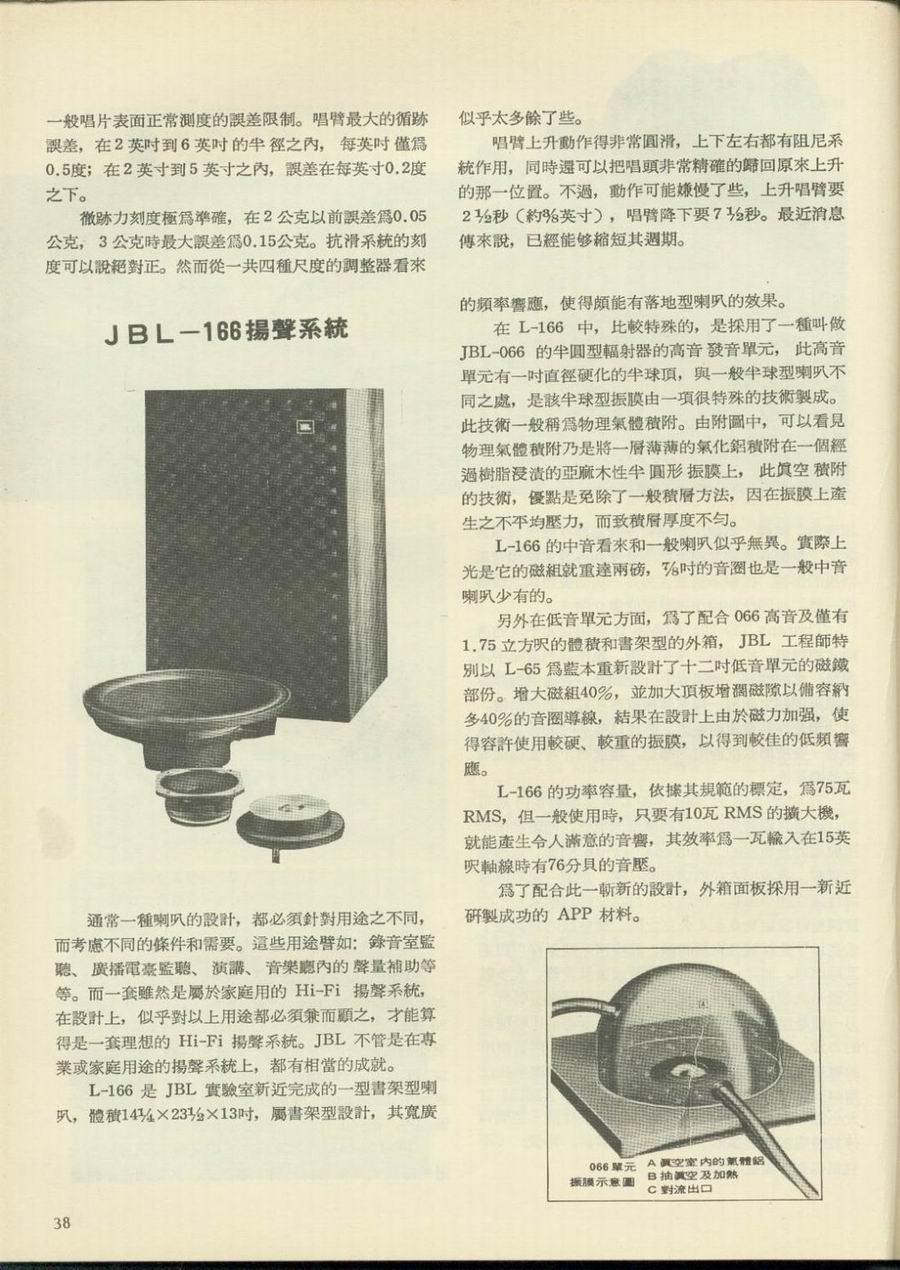 一般唱片表面正常測度的誤差限制。唱臂最大的循跡
誤差，在2英吋到6英吋的半徑之內，每英吋僅爲
0.5度；在2英寸到5英寸之內，誤差在每英寸0.2度
之下。
微跡力刻度極爲準確，在2公克以前誤差爲0.05
公克，3公克時最大誤差爲0.15公克。抗滑系統的刻
度可以說絕對正。然而從一共四種尺度的調整器看來
似乎太多餘了些。
唱臂上升動作得非常圓滑，上下左右都有阻尼系
統作用，同時還可以把唱頭非常精確的歸回原來上升
的那一位置。不過，動作可能嫌慢了些，上升唱臂要
2½秒（約⅜英寸），唱臂降下要7½秒。最近消息
傳來說，已經能够縮短其週期。
JBL－166揚聲系統
JBL
通常一種喇叭的設計，都必須針對用途之不同，
而考慮不同的條件和需要。這些用途譬如：錄音室監
聽、廣播電臺監聽、演講、音樂廳內的聲量補助等
等。而一套雖然是屬於家庭用的 Hi-Fi 揚聲系統，
在設計上，似乎對以上用途都必須兼而顧之，才能算
得是一套理想的 Hi-Fi 揚聲系統。JBL 不管是在專
業或家庭用途的揚聲系統上，都有相當的成就。
L-166 是 JBL 實驗室新近完成的一型書架型喇
叭，體積14¼×23½×13吋，屬書架型設計，其寬廣
的頻率響應，使得頗能有落地型喇叭的效果。
在 L-166 中，比較特殊的，是採用了一種叫做
JBL-066 的半圓型輻射器的高音發音單元，此高音
單元有一吋直徑硬化的半球頂，與一般半球型喇叭不
同之處，是該半球型振膜由一項很特殊的技術製成。
此技術一般稱爲物理氣體積附。由附圖中，可以看見
物理氣體積附乃是將一層薄薄的氧化鋁積附在一個經
過樹脂浸漬的亞麻木性半圓形振膜上，此眞空積附
的技術，優點是免除了一般積層方法，因在振膜上產
生之不平均壓力，而致積層厚度不勻。
L-166 的中音看來和一般喇叭似乎無異。實際上
光是它的磁組就重達兩磅，⅞吋的音圈也是一般中音
喇叭少有的。
另外在低音單元方面，爲了配合 066 高音及僅有
1.75 立方呎的體積和書架型的外箱，JBL 工程師特
別以 L-65 爲藍本重新設計了十二吋低音單元的磁鐵
部份。增大磁組40%，並加大頂板增濶磁隙以備容納
多40%的音圈導線，結果在設計上由於磁力加强，使
得容許使用較硬、較重的振膜，以得到較佳的低頻響
應。
L-166 的功率容量，依據其規範的標定，爲75瓦
RMS，但一般使用時，只要有10瓦 RMS 的擴大機，
就能產生令人滿意的音響，其效率爲一瓦輸入在15英
呎軸線時有76分貝的音壓。
爲了配合此一嶄新的設計，外箱面板採用一新近
研製成功的 APP 材料。
066單元
振膜示意圖
A 眞空室內的氣體鋁
B 抽眞空及加熱
C 對流出口
38